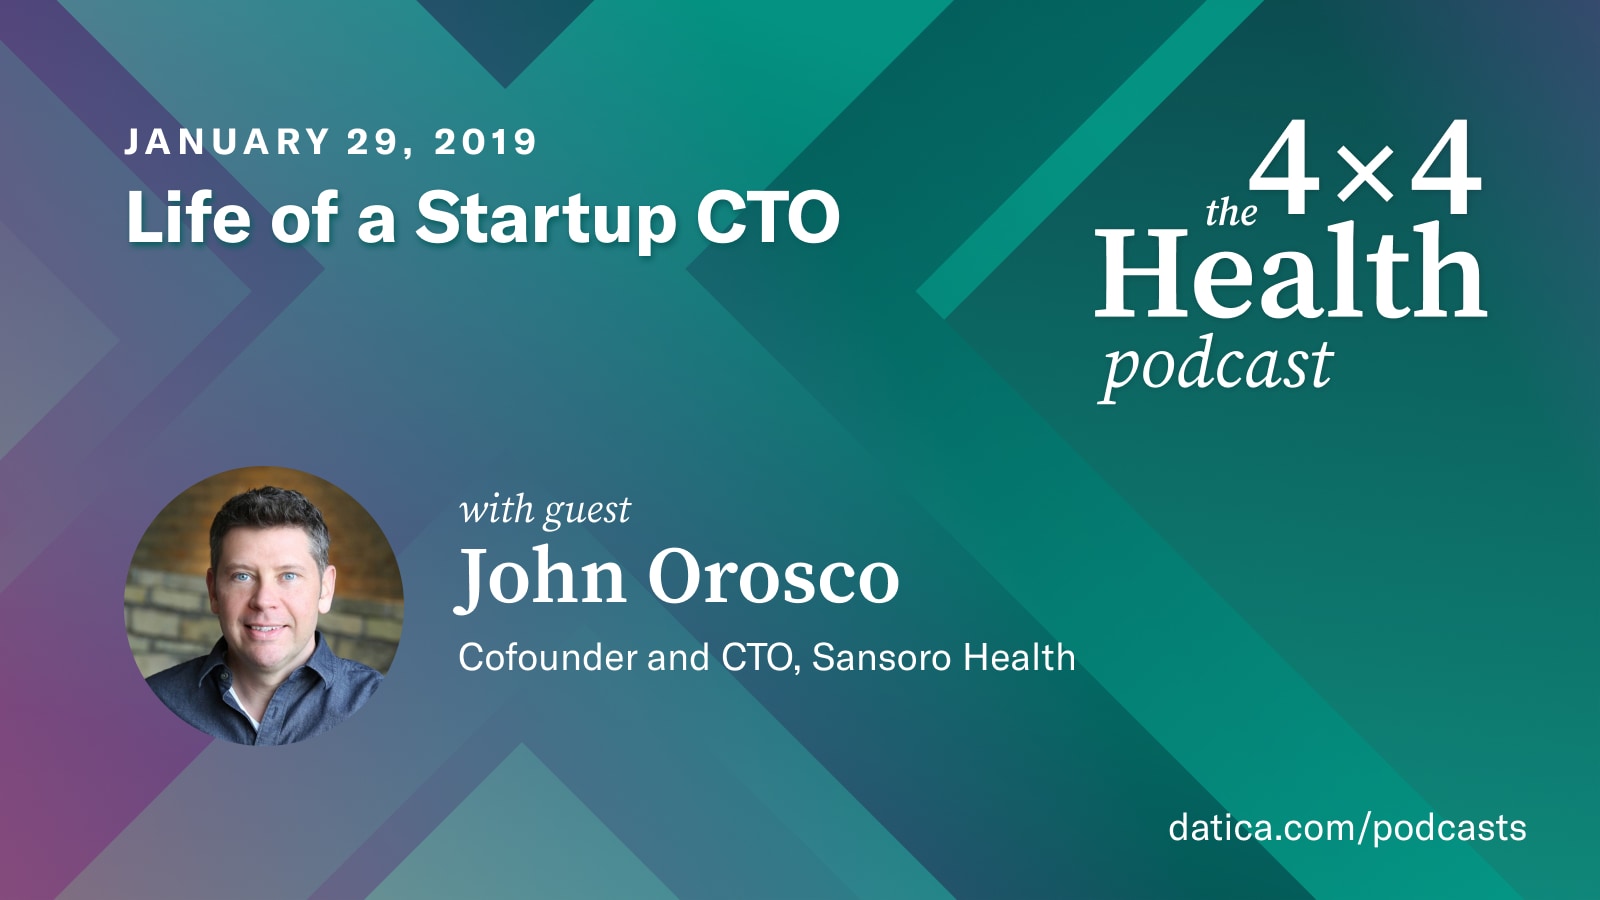 JANUARY 29, 2019
Life of a Startup CTO
the 4×4
Health
podcast
with guest
John Orosco
Cofounder and CTO, Sansoro Health
datica.com/podcasts